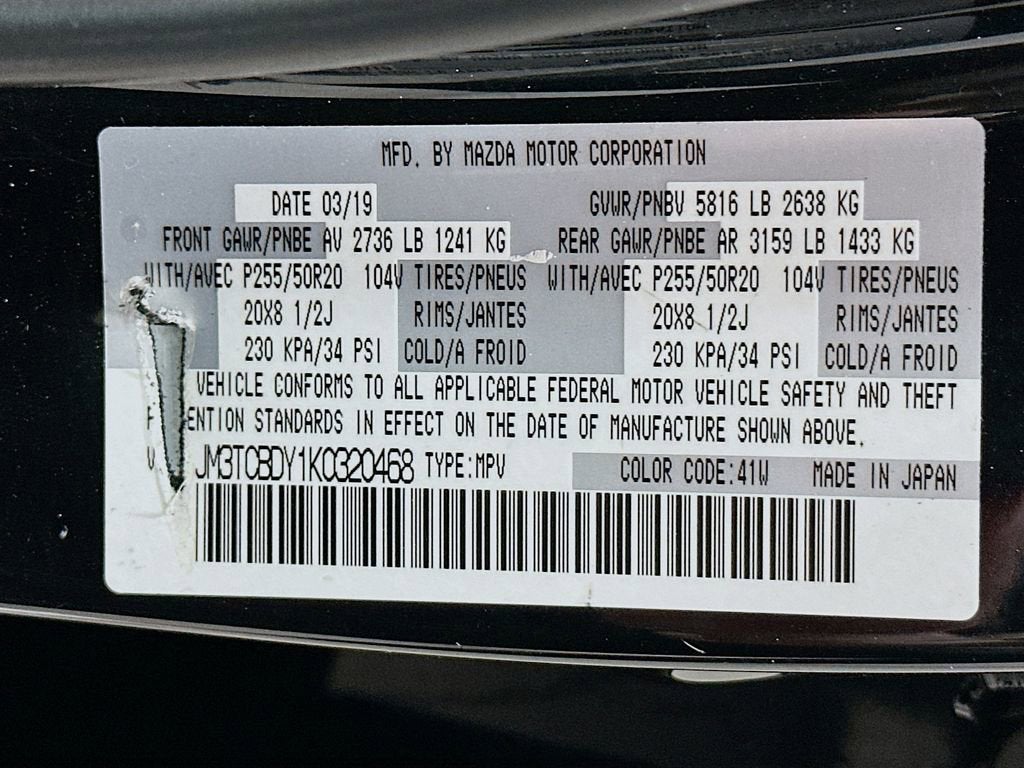 MFD. BY MAZDA MOTOR CORPORATION
DATE 03/19 GVWR/PNBV 5816 LB 2638 KG
FRONT GAWR/PNBE AV 2736 LB 1241 KG REAR GAWR/PNBE AR 3159 LB 1433 KG
WITH/AVEC P255/50R20 104V TIRES/PNEUS WITH/AVEC P255/50R20 104V TIRES/PNEUS
20X8 1/2J RIMS/JANTES 20X8 1/2J RIMS/JANTES
230 KPA/34 PSI COLD/A FROID 230 KPA/34 PSI COLD/A FROID
VEHICLE CONFORMS TO ALL APPLICABLE FEDERAL MOTOR VEHICLE SAFETY AND THEFT
ENTION STANDARDS IN EFFECT ON THE DATE OF MANUFACTURE SHOWN ABOVE.
JM3TCBDY1K0320468 TYPE:MPV COLOR CODE:41W MADE IN JAPAN